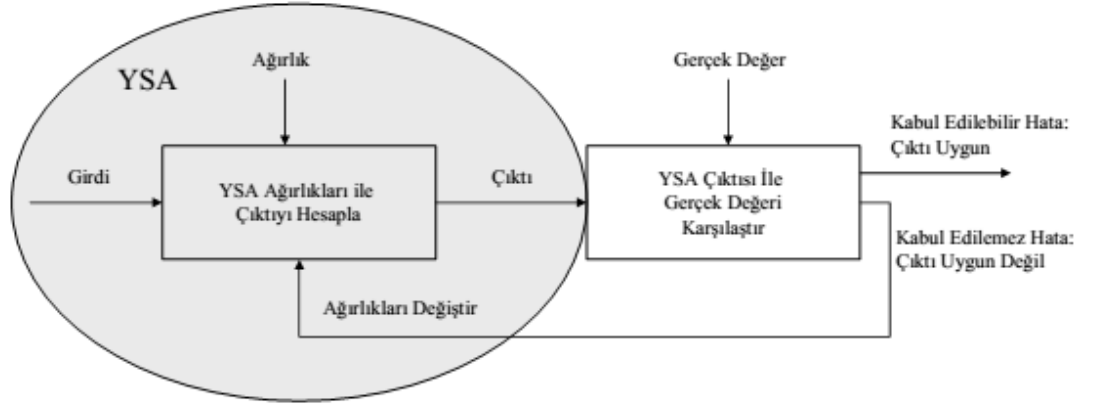 YSA
Ağırlık
Gerçek Değer
Girdi
YSA Ağırlıkları ile
Çıktıyı Hesapla
Çıktı
YSA Çıktısı İle
Gerçek Değeri
Karşılaştır
Kabul Edilebilir Hata:
Çıktı Uygun
Kabul Edilemez Hata:
Çıktı Uygun Değil
Ağırlıkları Değiştir